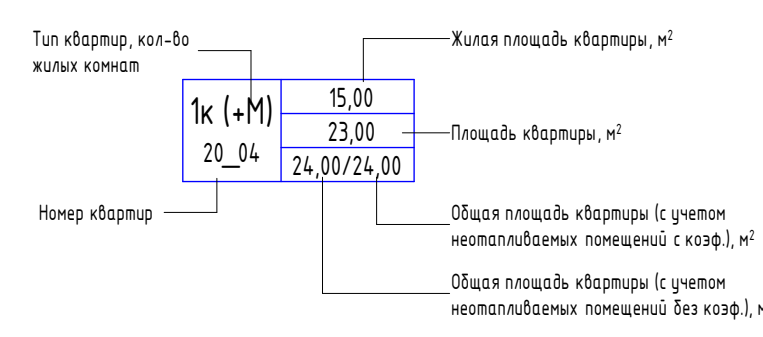 Тип квартир, кол-во
жилых комнат
Жилая площадь квартиры, м²
1к (+М)
20_04
15,00
23,00
24,00/24,00
Площадь квартиры, м²
Номер квартир
Общая площадь квартиры (с учетом
неотапливаемых помещений с коэф.), м²
Общая площадь квартиры (с учетом
неотапливаемых помещений без коэф.), м